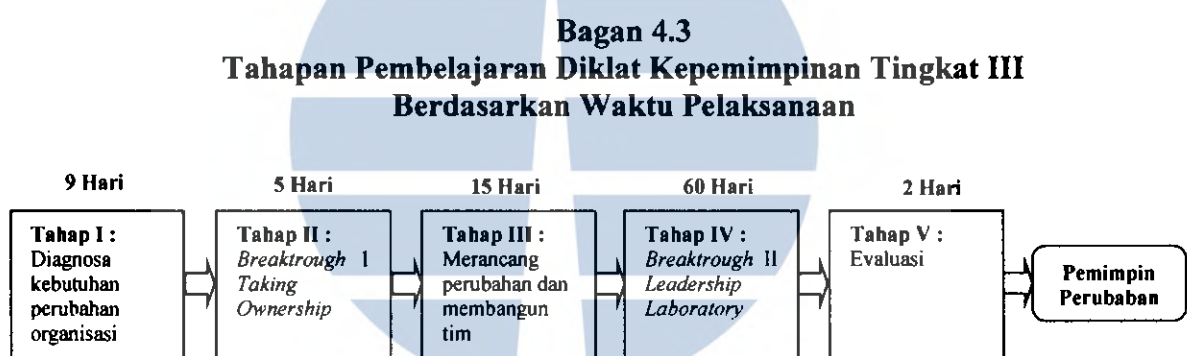 Bagan 4.3
Tahapan Pembelajaran Diklat Kepemimpinan Tingkat III
Berdasarkan Waktu Pelaksanaan
9 Hari
Tahap I :
Diagnosa
kebutuhan
perubahan
organisasi
5 Hari
Tahap II :
Breaktrough I
Taking
Ownership
15 Hari
Tahap III :
Merancang
perubahan dan
membangun
tim
60 Hari
Tahap IV :
Breaktrough II
Leadership
Laboratory
2 Hari
Tahap V :
Evaluasi
Pemimpin
Perubaban